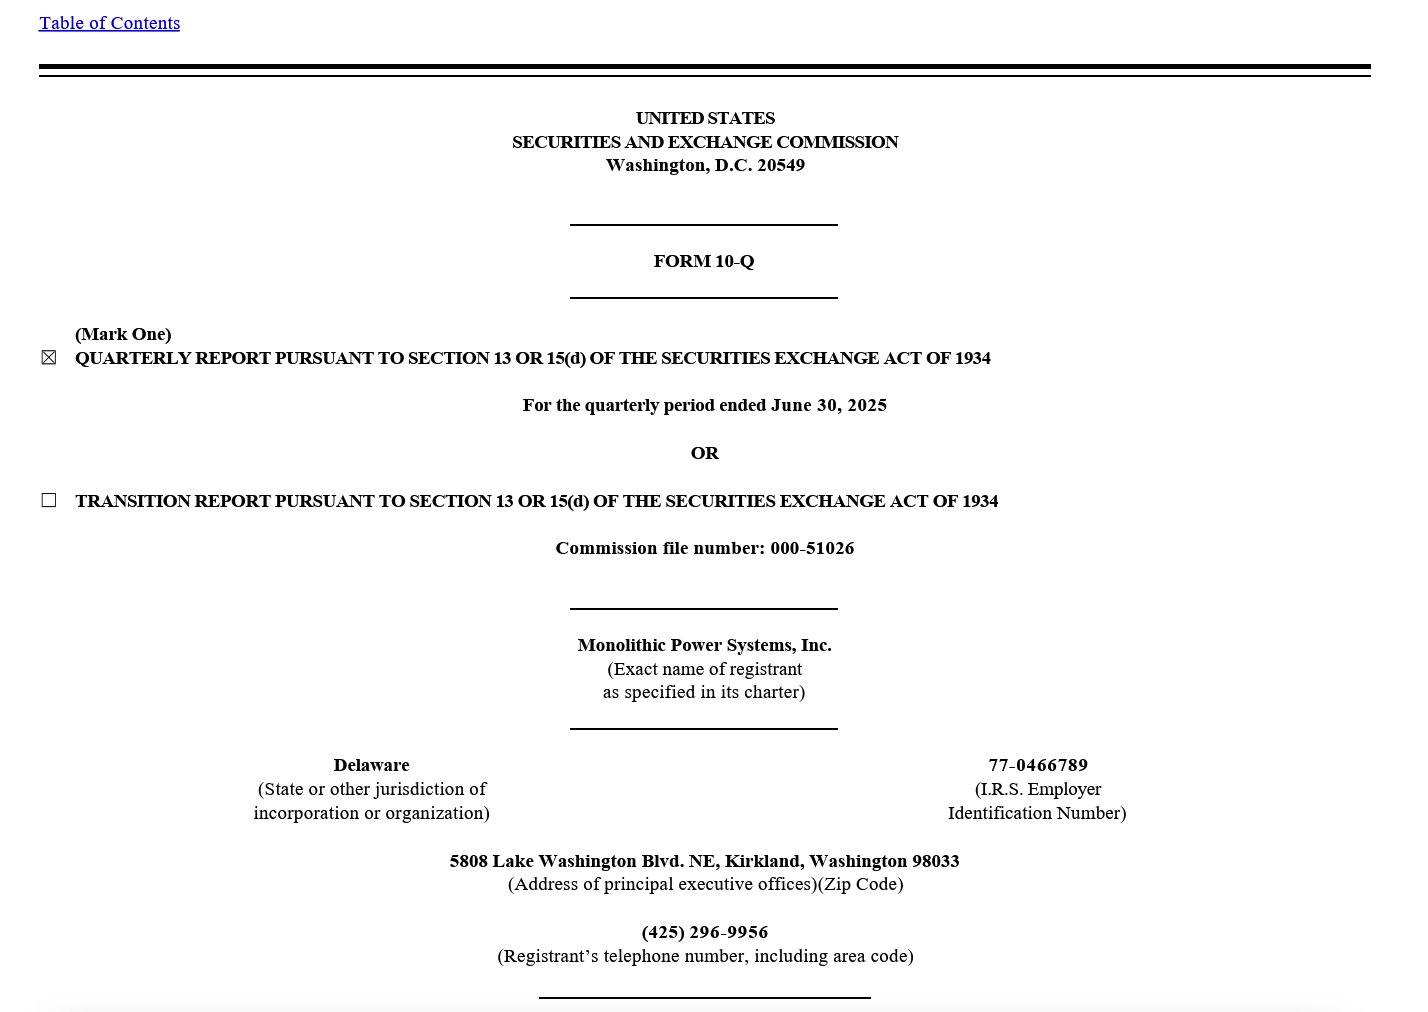 Table of Contents
UNITED STATES
SECURITIES AND EXCHANGE COMMISSION
Washington, D.C. 20549
FORM 10-Q
(Mark One)
☒ QUARTERLY REPORT PURSUANT TO SECTION 13 OR 15(d) OF THE SECURITIES EXCHANGE ACT OF 1934
For the quarterly period ended June 30, 2025
OR
☐ TRANSITION REPORT PURSUANT TO SECTION 13 OR 15(d) OF THE SECURITIES EXCHANGE ACT OF 1934
Commission file number: 000-51026
Monolithic Power Systems, Inc.
(Exact name of registrant
as specified in its charter)
Delaware
(State or other jurisdiction of
incorporation or organization)
77-0466789
(I.R.S. Employer
Identification Number)
5808 Lake Washington Blvd. NE, Kirkland, Washington 98033
(Address of principal executive offices)(Zip Code)
(425) 296-9956
(Registrant’s telephone number, including area code)